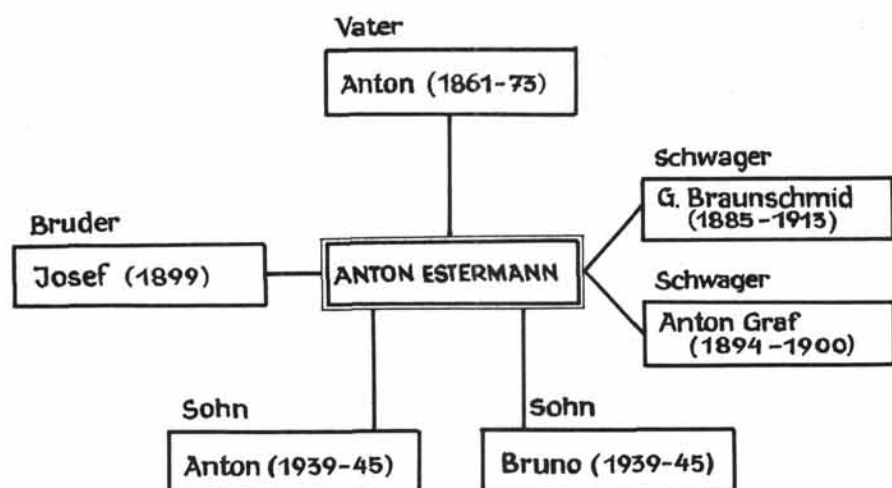 Vater
Anton (1861-73)
Schwager
G. Braunschmid
(1885-1913)
Bruder
Josef (1899)
ANTON ESTERMANN
Schwager
Anton Graf
(1894-1900)
Sohn
Anton (1939-45)
Sohn
Bruno (1939-45)